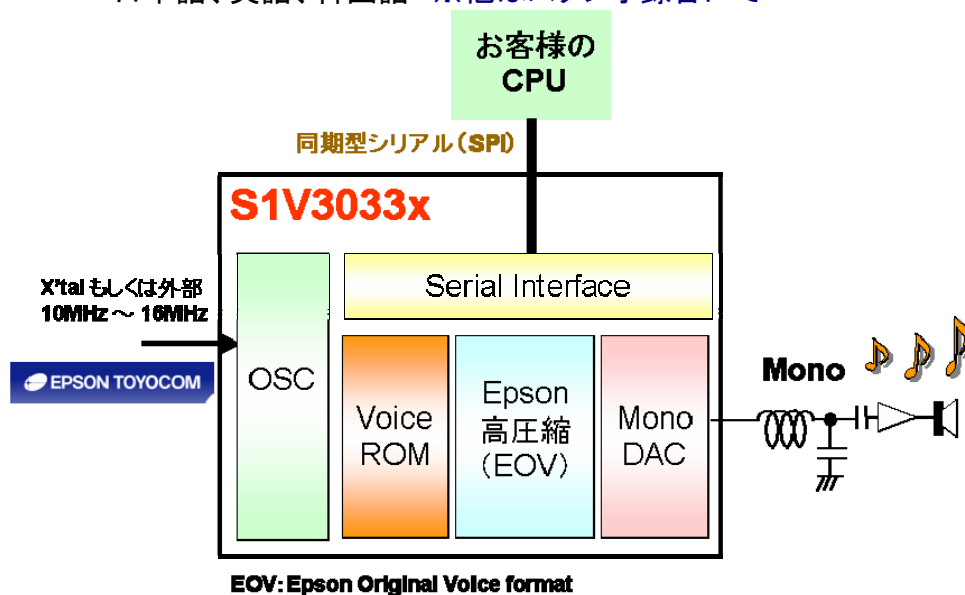 お客様の
CPU
同期型シリアル(SPI)
S1V3033x
X'tal もしくは外部
10MHz ~ 16MHz
EPSON TOYOCOM
OSC
Serial Interface
Voice
ROM
Epson
高圧縮
(EOV)
Mono
DAC
Mono
EOV: Epson Original Voice format